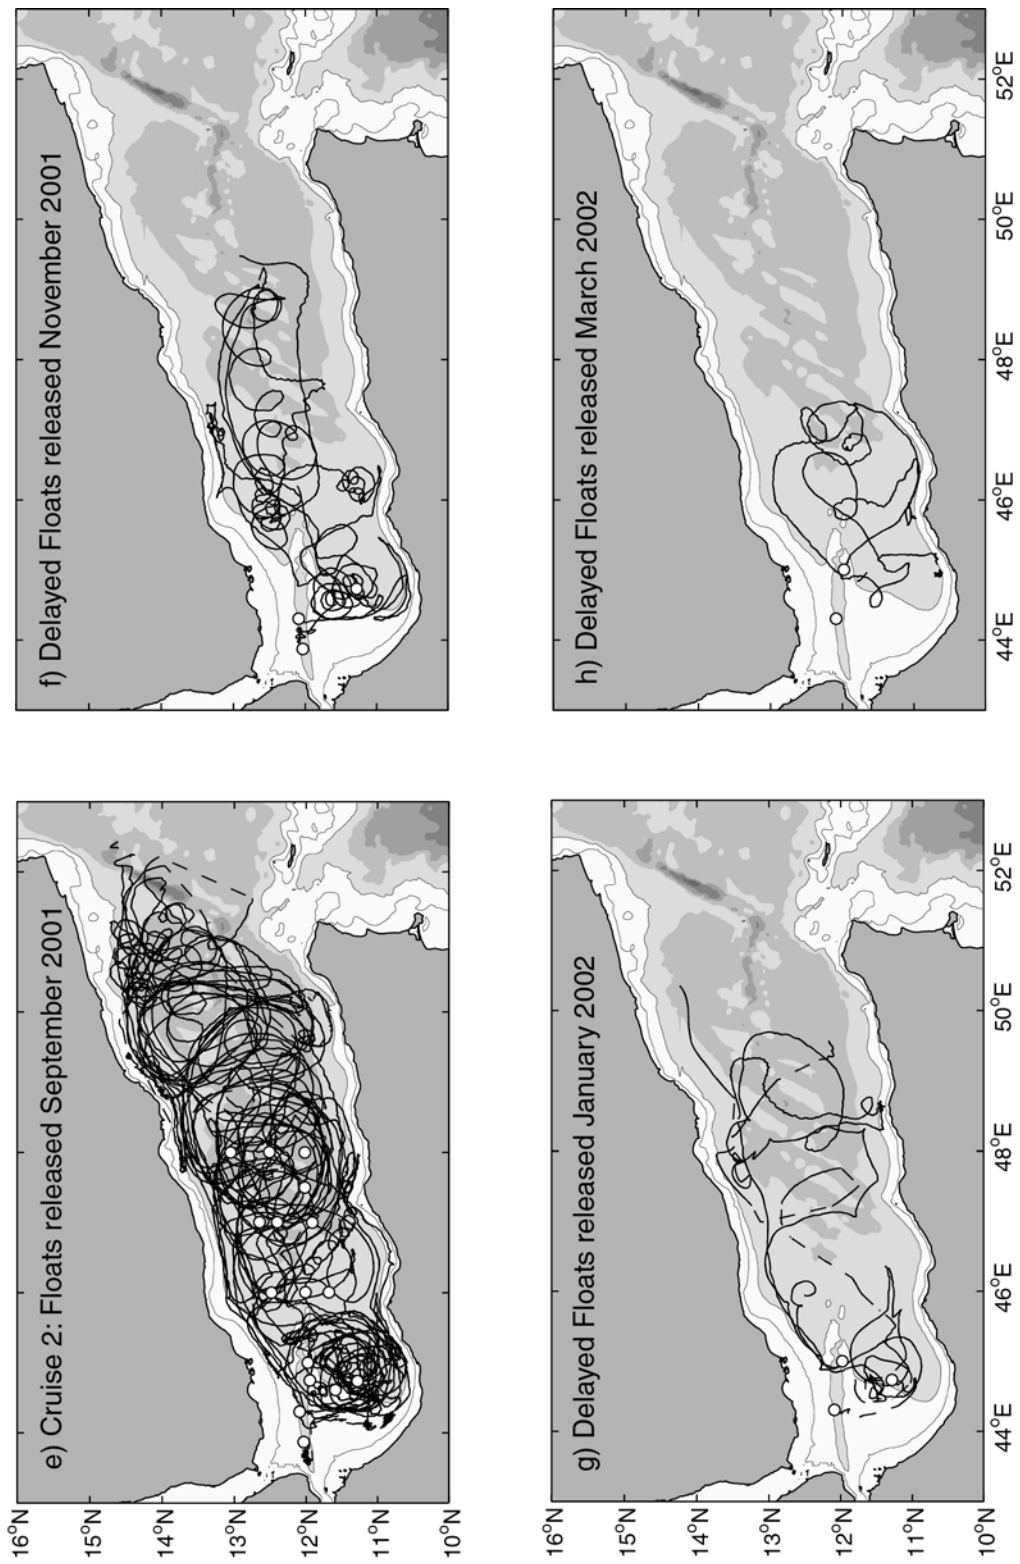 e) Cruise 2: Floats released September 2001
16°N
15°N
14°N
13°N
12°N
11°N
10°N
f) Delayed Floats released November 2001
g) Delayed Floats released January 2002
16°N
15°N
14°N
13°N
12°N
11°N
10°N
44°E
46°E
48°E
50°E
52°E
h) Delayed Floats released March 2002
44°E
46°E
48°E
50°E
52°E